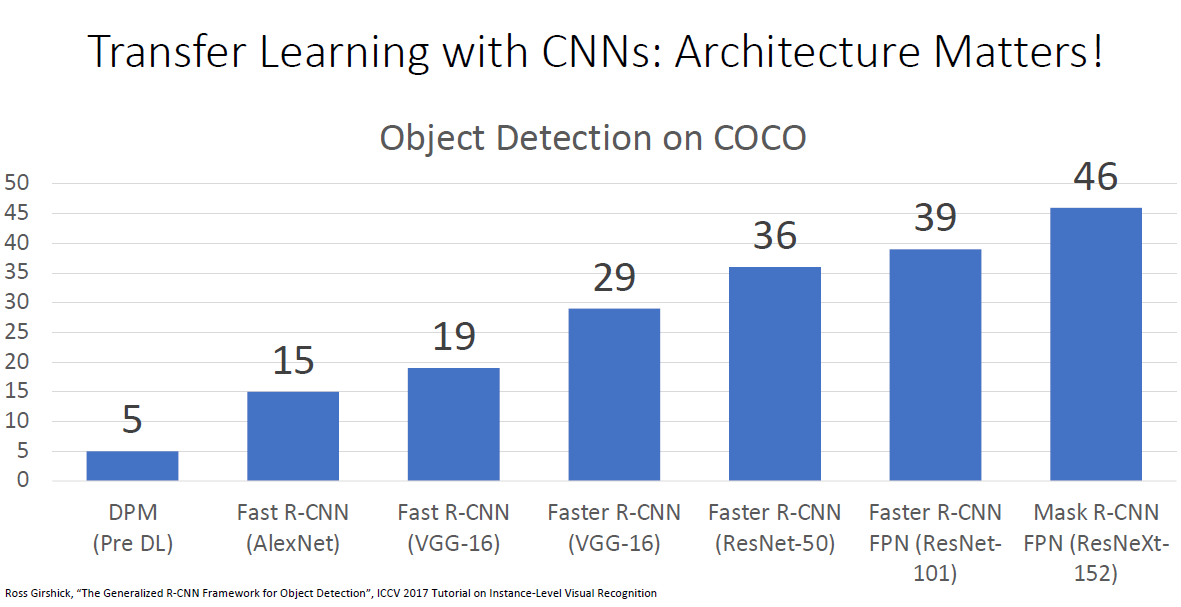 Transfer Learning with CNNs: Architecture Matters!
Object Detection on COCO
50
45
40
35
30
25
20
15
10
5
0
5
15
19
29
36
39
46
DPM
(Pre DL)
Fast R-CNN
(AlexNet)
Fast R-CNN
(VGG-16)
Faster R-CNN
(VGG-16)
Faster R-CNN
(ResNet-50)
Faster R-CNN
FPN (ResNet-
101)
Mask R-CNN
FPN (ResNeXt-
152)
Ross Girshick, “The Generalized R-CNN Framework for Object Detection”, ICCV 2017 Tutorial on Instance-Level Visual Recognition